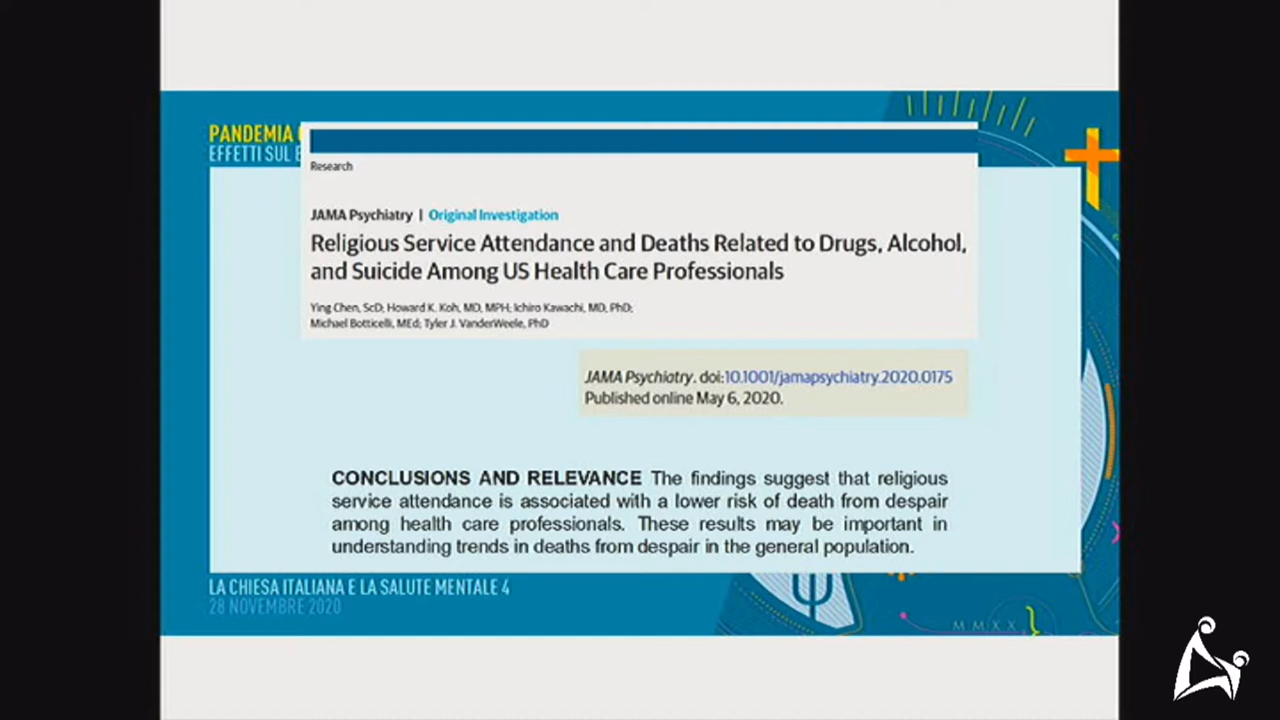 PANDEMIA
EFFETTI SUL
Research
JAMA Psychiatry | Original Investigation
Religious Service Attendance and Deaths Related to Drugs, Alcohol,
and Suicide Among US Health Care Professionals
Ying Chen, ScD; Howard K. Koh, MD, MPH; Ichiro Kawachi, MD, PhD;
Michael Botticelli, MEd; Tyler J. VanderWeele, PhD
JAMA Psychiatry. doi:10.1001/jamapsychiatry.2020.0175
Published online May 6, 2020.
CONCLUSIONS AND RELEVANCE The findings suggest that religious
service attendance is associated with a lower risk of death from despair
among health care professionals. These results may be important in
understanding trends in deaths from despair in the general population.
LA CHIESA ITALIANA E LA SALUTE MENTALE 4
28 NOVEMBRE 2020
ψ
MMXX